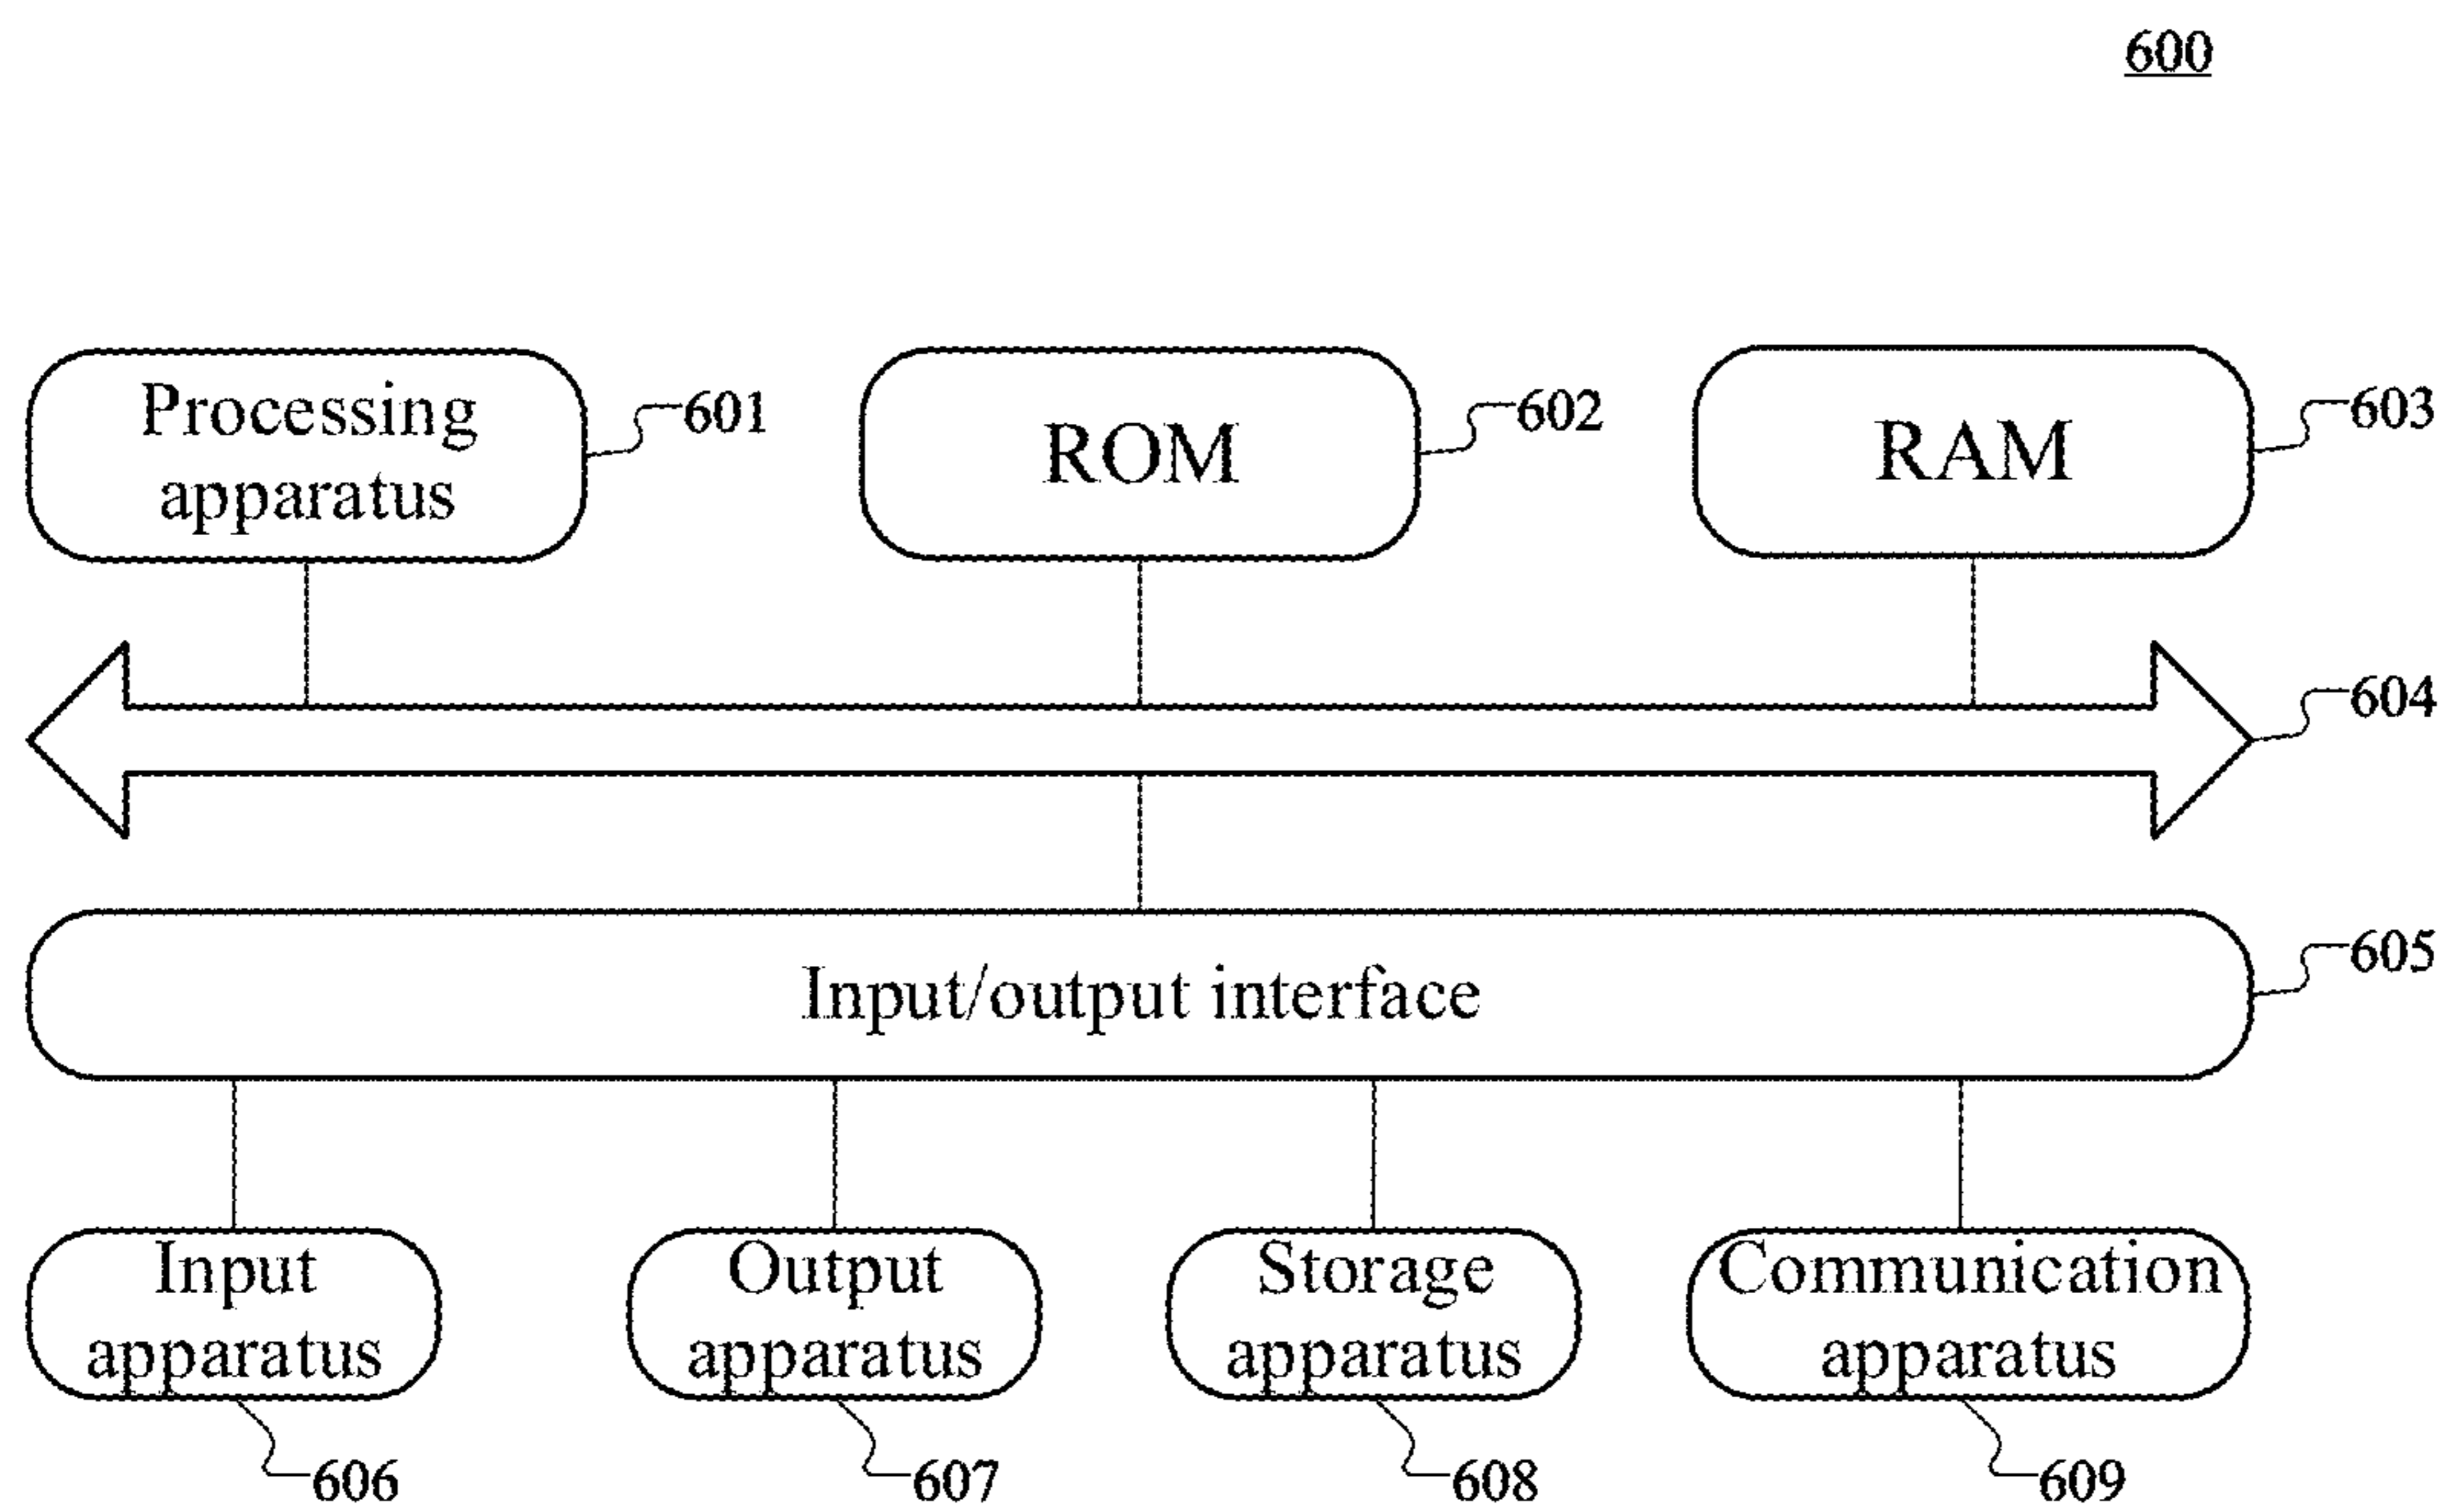 600
Processing
apparatus
601
ROM
602
RAM
603
604
Input/output interface
605
Input
apparatus
Output
apparatus
Storage
apparatus
Communication
apparatus
606
607
608
609